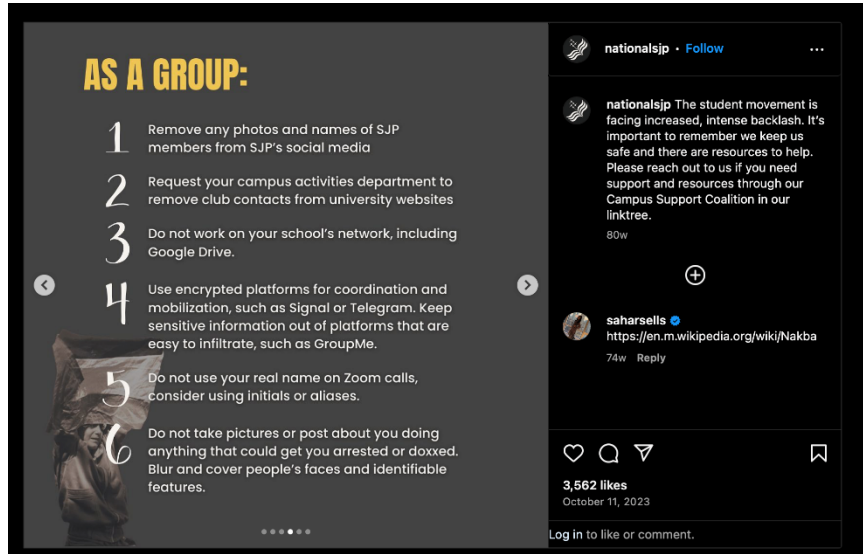 AS A GROUP:
1 Remove any photos and names of SJP
members from SJP's social media
2 Request your campus activities department to
remove club contacts from university websites
3 Do not work on your school's network, including
Google Drive.
4 Use encrypted platforms for coordination and
mobilization, such as Signal or Telegram. Keep
sensitive information out of platforms that are
easy to infiltrate, such as GroupMe.
5 Do not use your real name on Zoom calls,
consider using initials or aliases.
6 Do not take pictures or post about you doing
anything that could get you arrested or doxxed.
Blur and cover people's faces and identifiable
features.
nationalsjp • Follow
nationalsjp The student movement is
facing increased, intense backlash. It's
important to remember we keep us
safe and there are resources to help.
Please reach out to us if you need
support and resources through our
Campus Support Coalition in our
linktree.
80w
saharsells
https://en.m.wikipedia.org/wiki/Nakba
74w Reply
3,562 likes
October 11, 2023
Log in to like or comment.